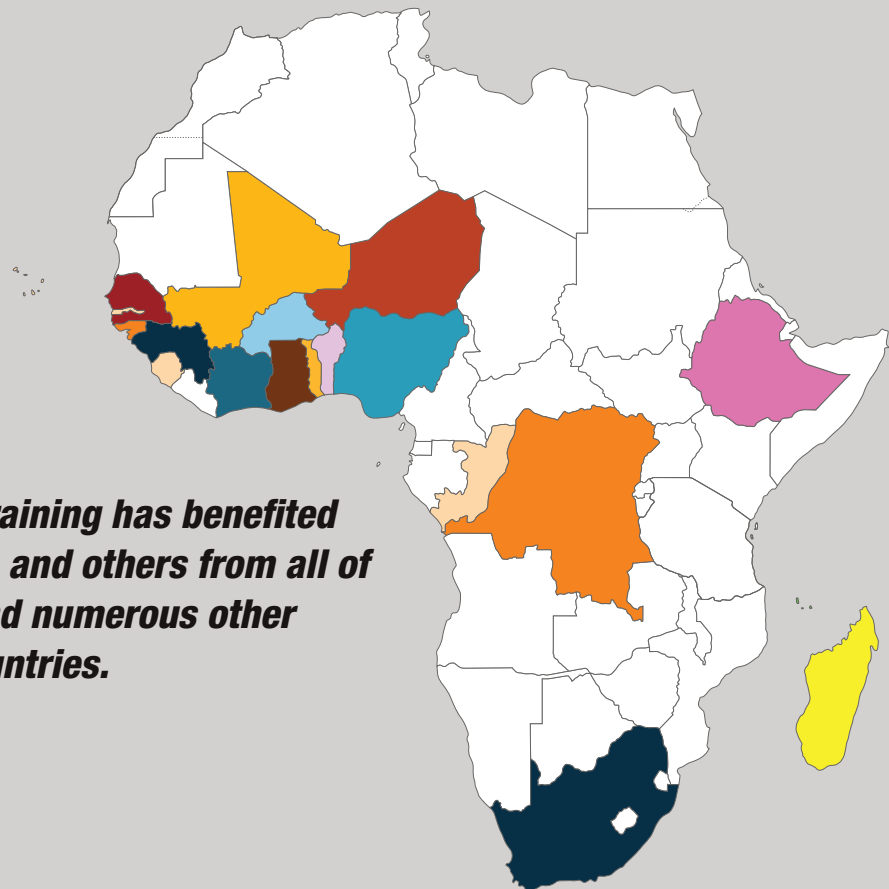 raining has benefited
and others from all of
d numerous other
untries.